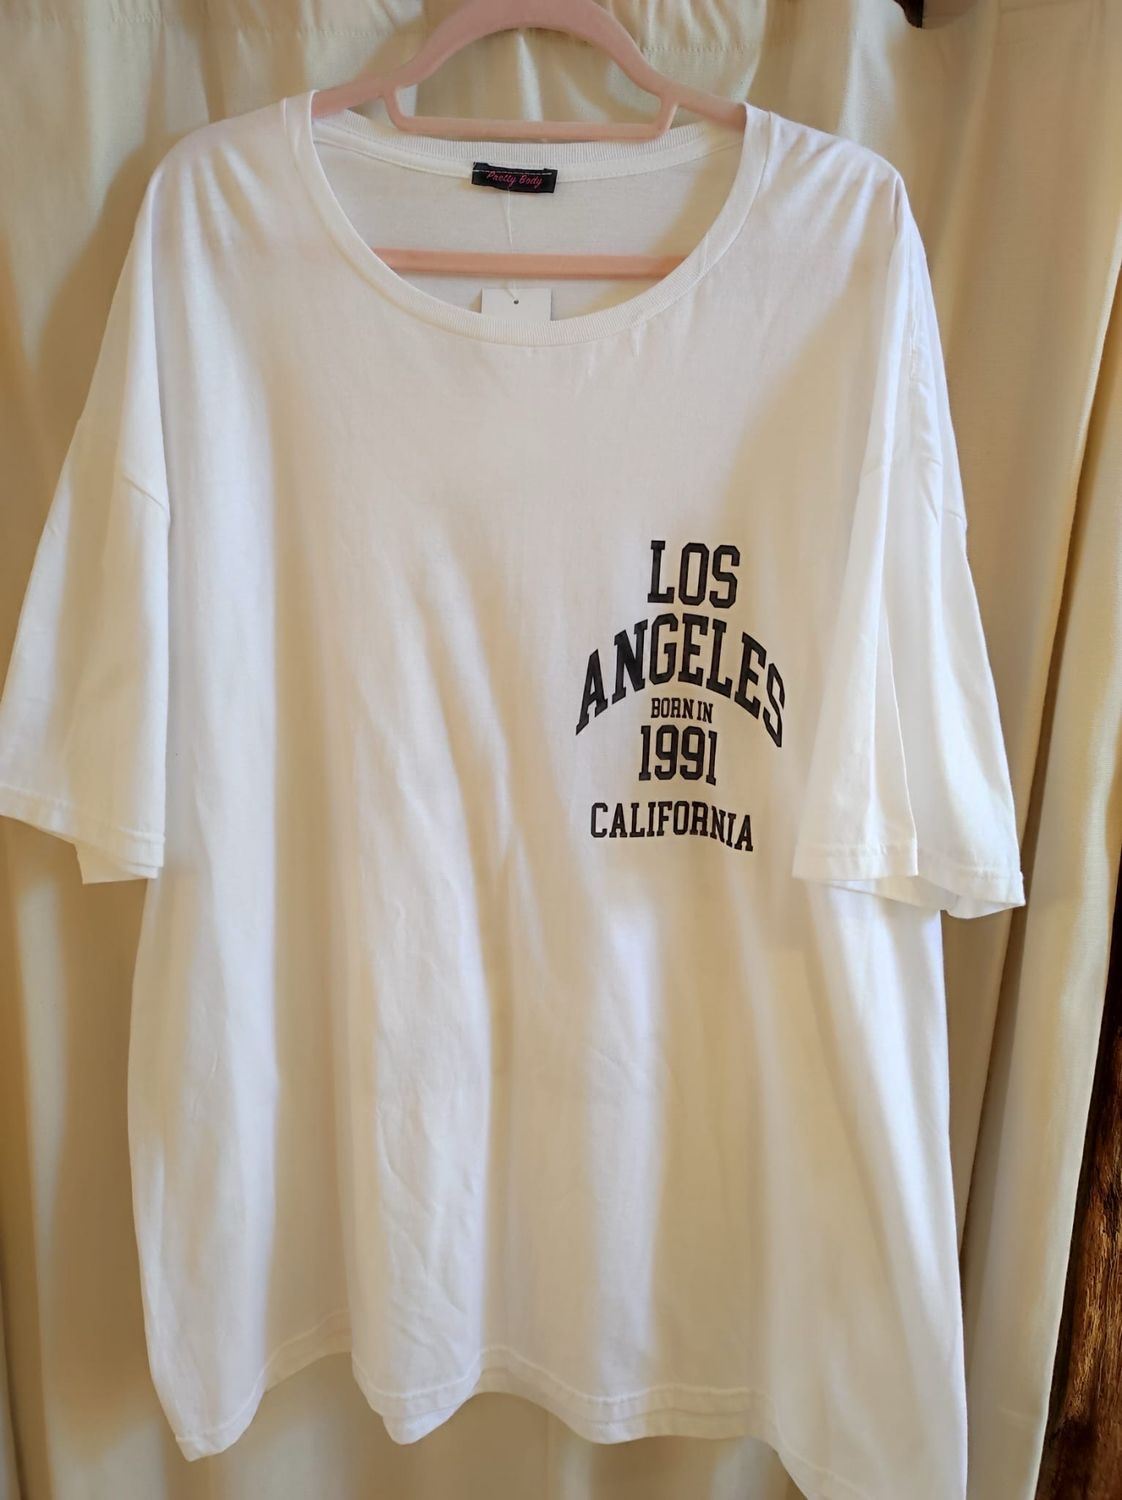 Pretty Body
LOS
ANGELES
BORN IN
1991
CALIFORNIA